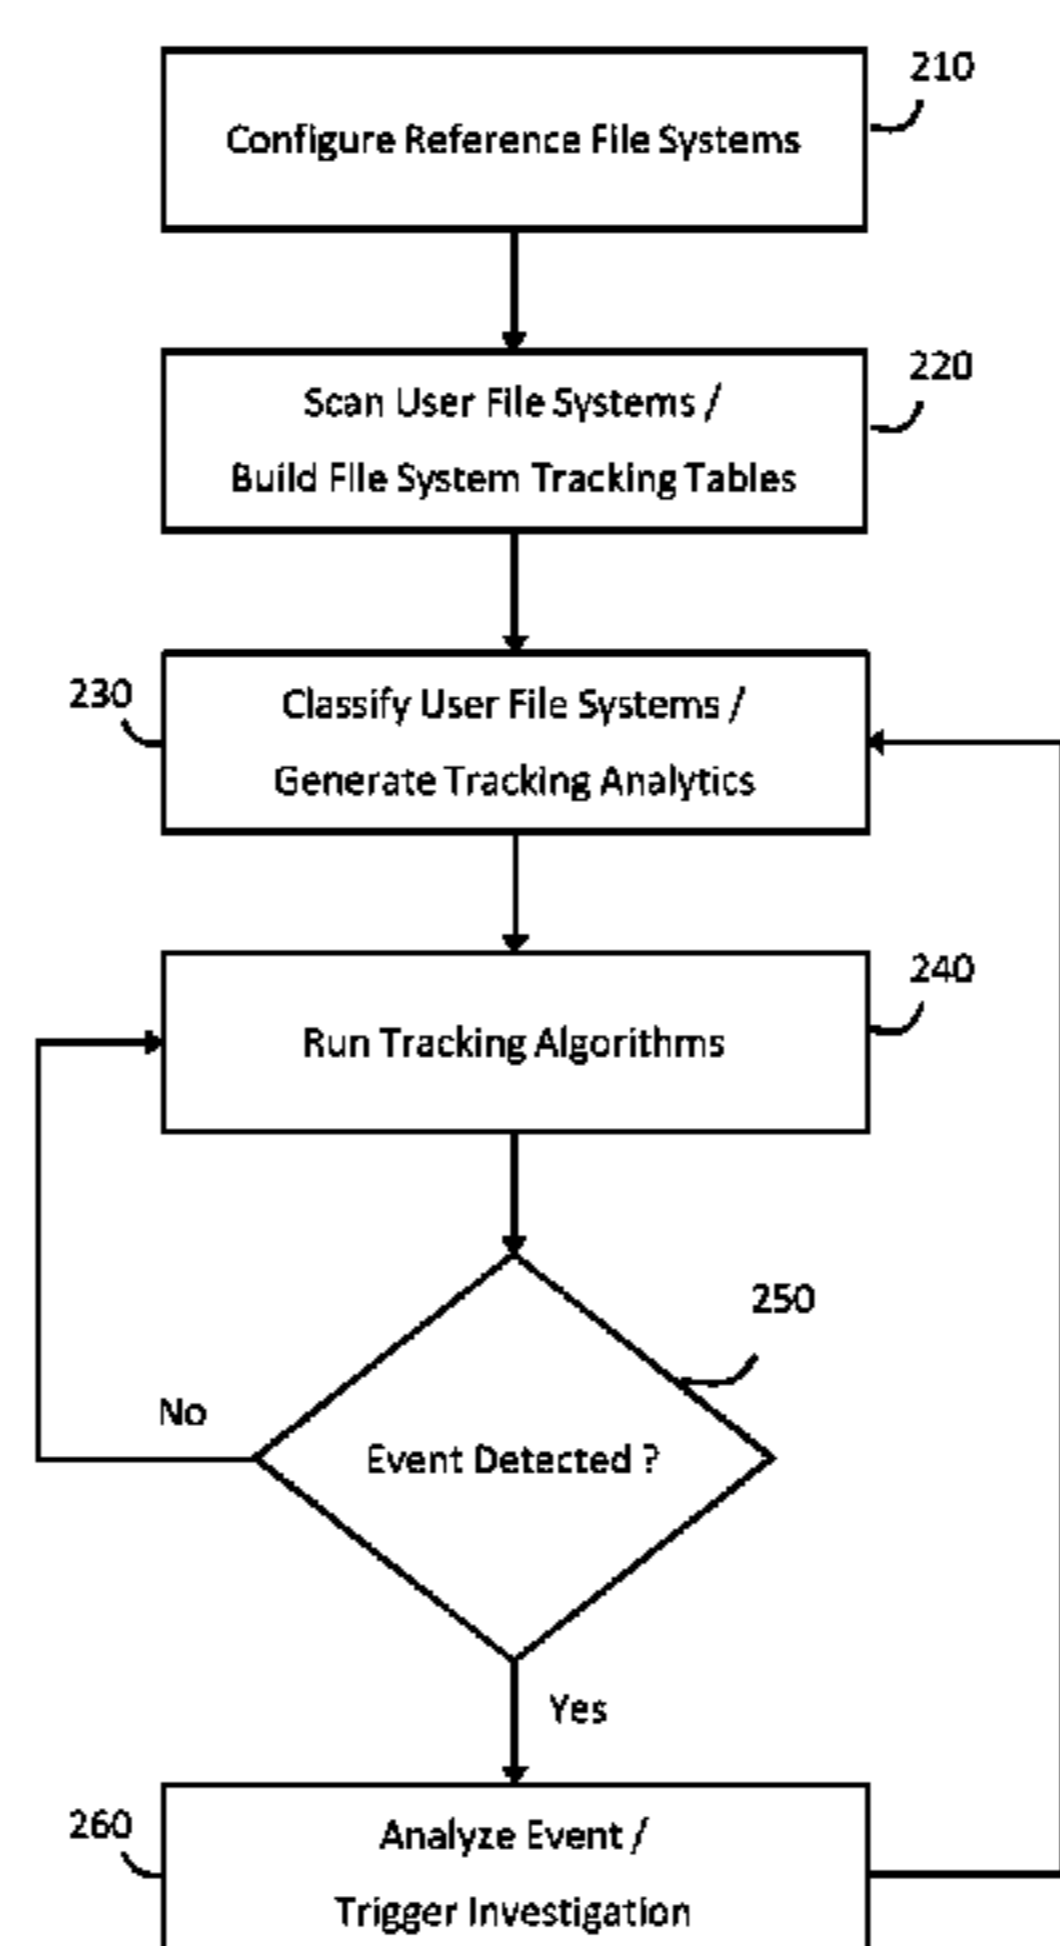 210
Configure Reference File Systems
220
Scan User File Systems /
Build File System Tracking Tables
230
Classify User File Systems /
Generate Tracking Analytics
240
Run Tracking Algorithms
250
No
Event Detected ?
Yes
260
Analyze Event /
Trigger Investigation